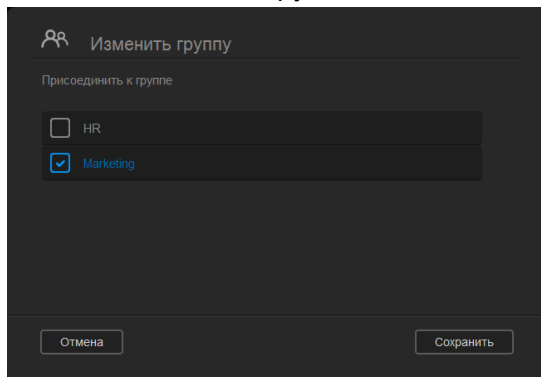 Изменить группу
Присоединить к группе
HR
Marketing
Отмена
Сохранить